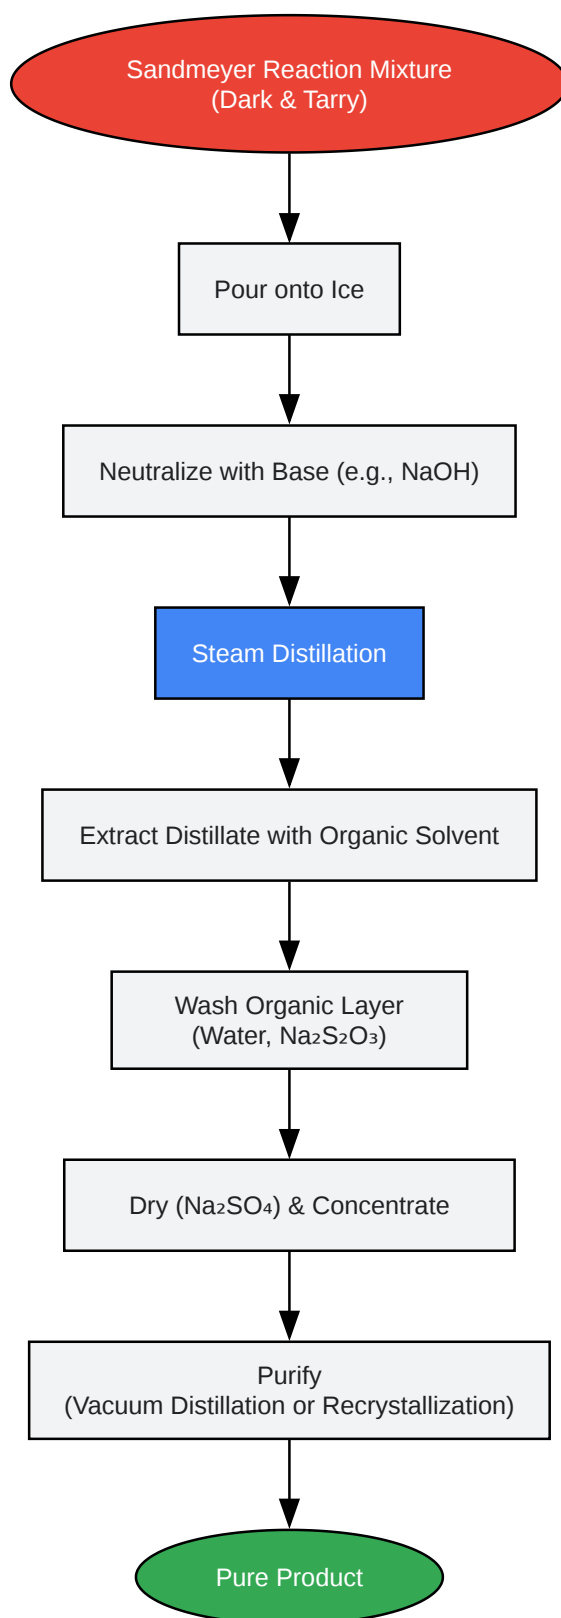 Sandmeyer Reaction Mixture
(Dark & Tarry)
Pour onto Ice
Neutralize with Base (e.g., NaOH)
Steam Distillation
Extract Distillate with Organic Solvent
Wash Organic Layer
(Water, Na₂S₂O₃)
Dry (Na₂SO₄) & Concentrate
Purify
(Vacuum Distillation or Recrystallization)
Pure Product